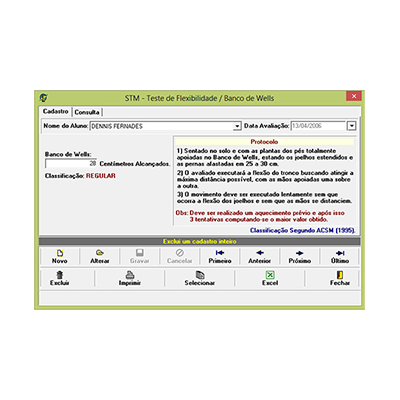 STM - Teste de Flexibilidade / Banco de Wells
Cadastro Consulta
Nome do Aluno: DENNIS FERNADES Data Avaliação: 13/04/2006
Protocolo
1) Sentado no solo e com as plantas dos pés totalmente
apoiadas no Banco de Wells, estando os joelhos estendidos e
as pernas afastadas em 25 a 30 cm.
2) O avaliado executará a flexão do tronco buscando atingir a
máxima distância possível, com as mãos apoiadas uma sobre
a outra.
3) O movimento deve ser executado lentamente sem que
ocorra a flexão dos joelhos e sem que as mãos se distanciem.
Obs: Deve ser realizado um aquecimento prévio e após isso
3 tentativas computando-se o maior valor obtido.
Banco de Wells:
28 Centímetros Alcançados.
Classificação: REGULAR
Classificação Segundo ACSM (1995).
Exclui um cadastro inteiro
Novo Alterar Gravar Cancelar Primeiro Anterior Próximo Último
Excluir Imprimir Selecionar Excel Fechar